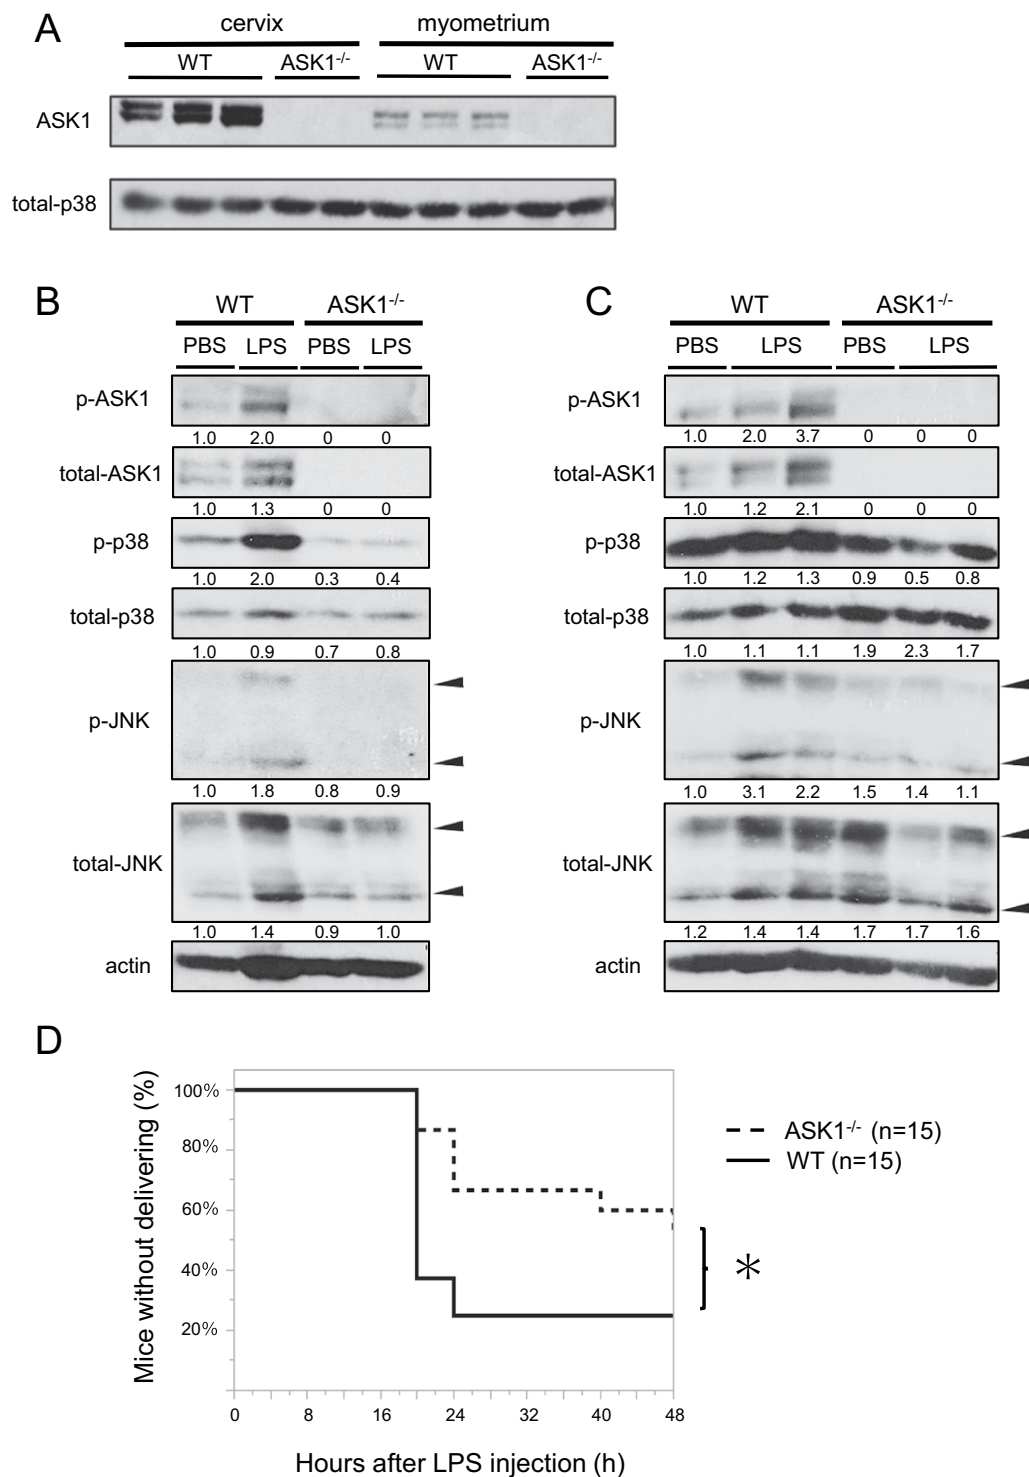 A
cervix myometrium
WT ASK1-/- WT ASK1-/-
ASK1
total-p38
B
WT ASK1-/-
PBS LPS PBS LPS
p-ASK1
1.0 2.0 0 0
total-ASK1
1.0 1.3 0 0
p-p38
1.0 2.0 0.3 0.4
total-p38
1.0 0.9 0.7 0.8
p-JNK
1.0 1.8 0.8 0.9
total-JNK
1.0 1.4 0.9 1.0
actin
C
WT ASK1-/-
PBS LPS PBS LPS
p-ASK1
1.0 2.0 3.7 0 0 0
total-ASK1
1.0 1.2 2.1 0 0 0
p-p38
1.0 1.2 1.3 0.9 0.5 0.8
total-p38
1.0 1.1 1.1 1.9 2.3 1.7
p-JNK
1.0 3.1 2.2 1.5 1.4 1.1
total-JNK
1.2 1.4 1.4 1.7 1.7 1.6
actin
D
Mice without delivering (%)
100%
80%
60%
40%
20%
0 8 16 24 32 40 48
Hours after LPS injection (h)
ASK1-/- (n=15)
WT (n=15)
*